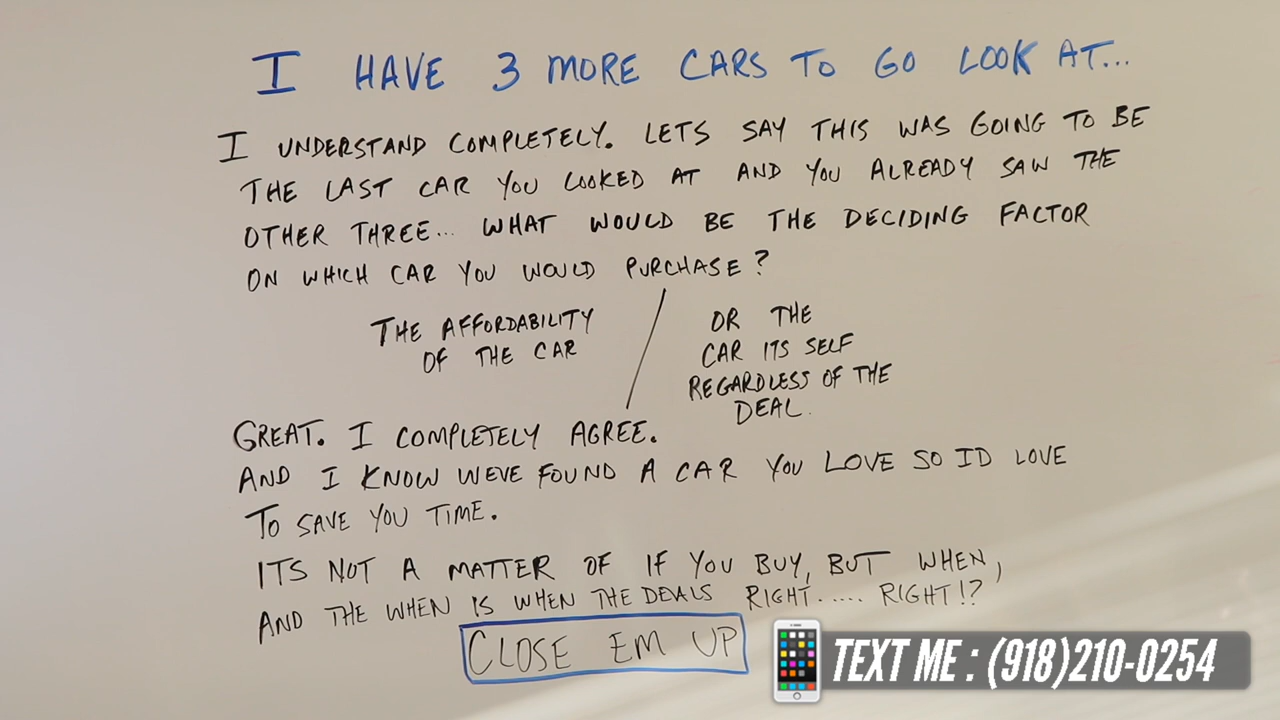 I HAVE 3 MORE CARS TO GO LOOK AT...
I UNDERSTAND COMPLETELY. LETS SAY THIS WAS GOING TO BE
THE LAST CAR YOU LOOKED AT AND YOU ALREADY SAW THE
OTHER THREE... WHAT WOULD BE THE DECIDING FACTOR
ON WHICH CAR YOU WOULD PURCHASE?
THE AFFORDABILITY
OF THE CAR
OR THE
CAR ITS SELF
REGARDLESS OF THE
DEAL.
GREAT. I COMPLETELY AGREE.
AND I KNOW WEVE FOUND A CAR YOU LOVE SO ID LOVE
TO SAVE YOU TIME.
ITS NOT A MATTER OF IF YOU BUY, BUT WHEN,
AND THE WHEN IS WHEN THE DEALS RIGHT..... RIGHT!?
CLOSE EM UP
TEXT ME : (918)210-0254